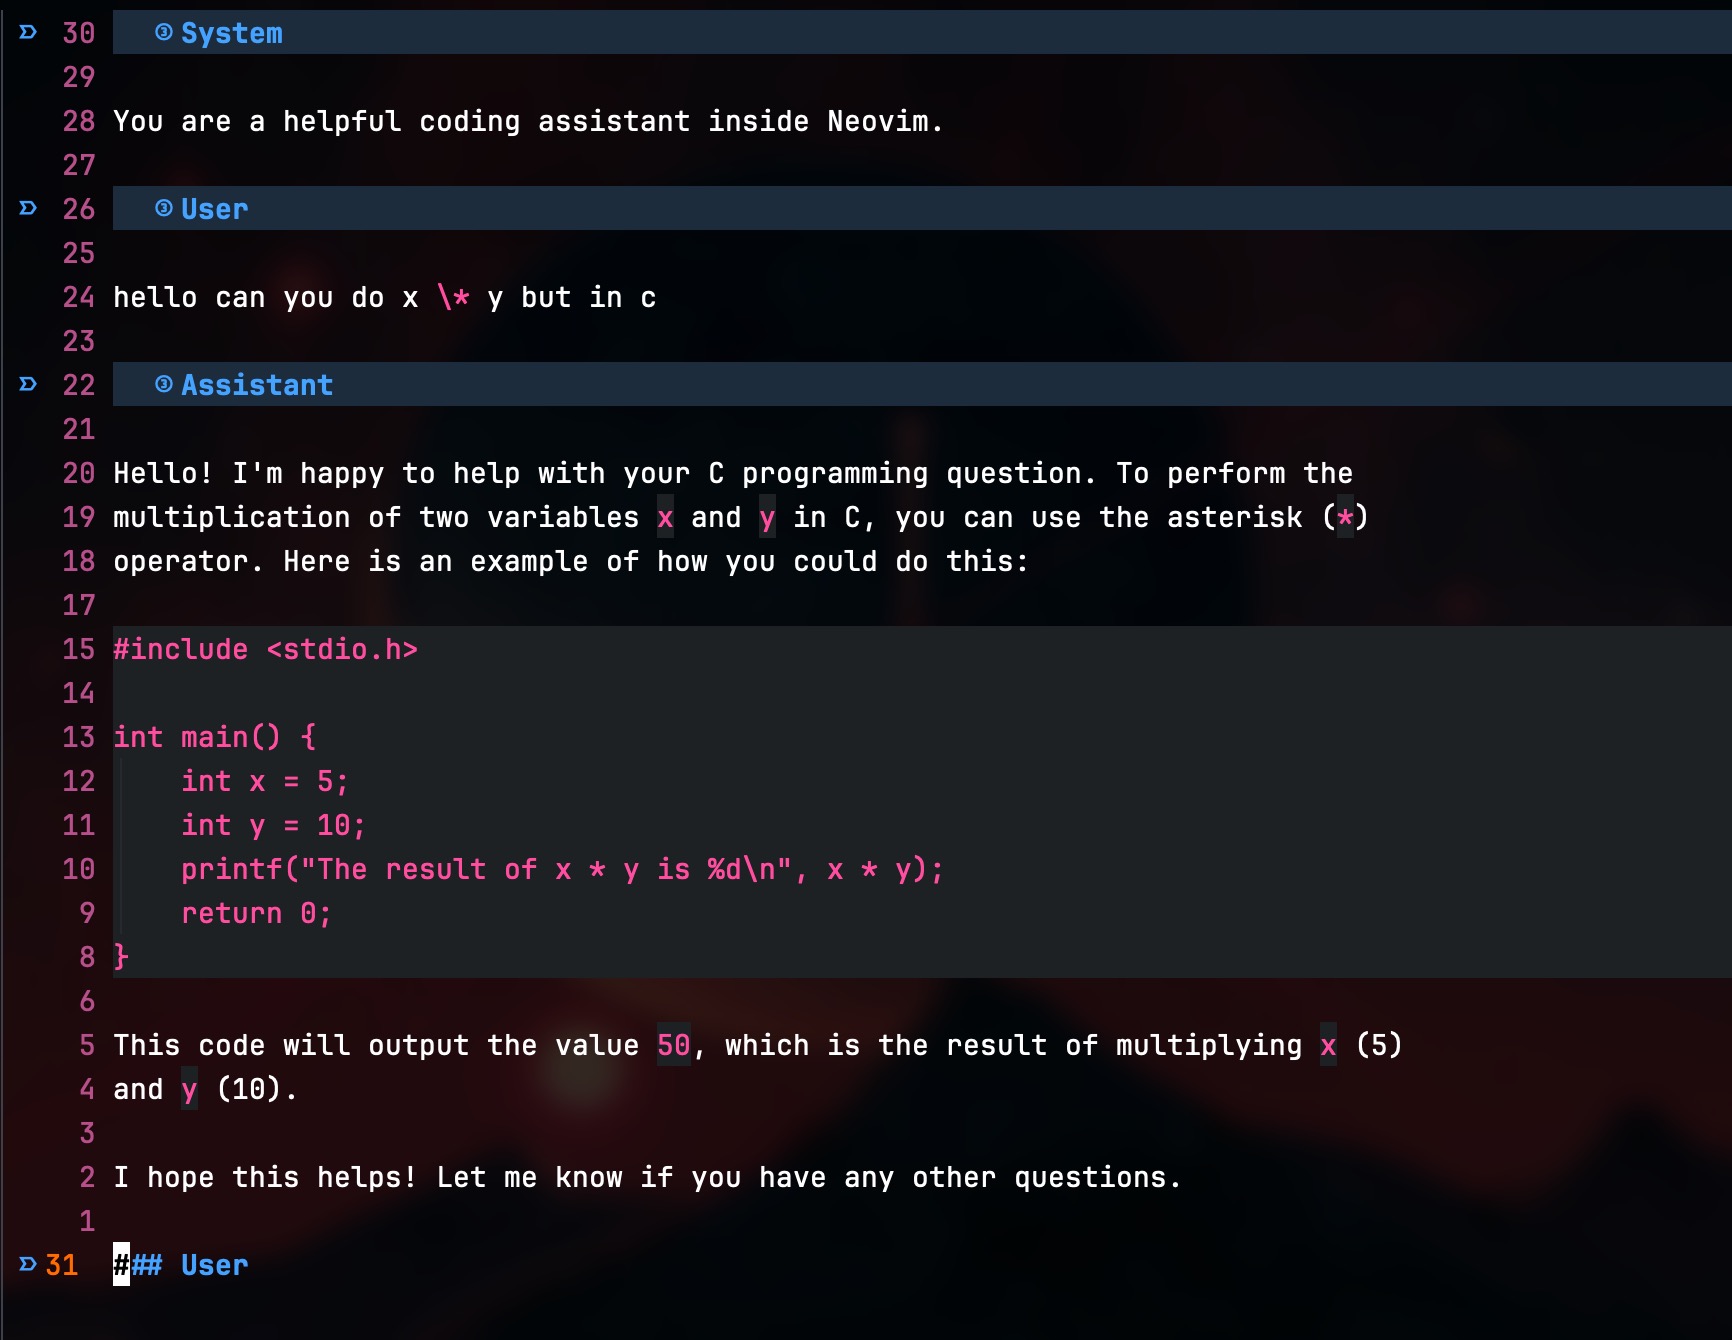 30 ③ System
29
28 You are a helpful coding assistant inside Neovim.
27
26 ③ User
25
24 hello can you do x \* y but in c
23
22 ③ Assistant
21
20 Hello! I'm happy to help with your C programming question. To perform the
19 multiplication of two variables x and y in C, you can use the asterisk (*)
18 operator. Here is an example of how you could do this:
17
15 #include <stdio.h>
14
13 int main() {
12     int x = 5;
11     int y = 10;
10     printf("The result of x * y is %d\n", x * y);
9     return 0;
8 }
6
5 This code will output the value 50, which is the result of multiplying x (5)
4 and y (10).
3
2 I hope this helps! Let me know if you have any other questions.
1
31 ### User